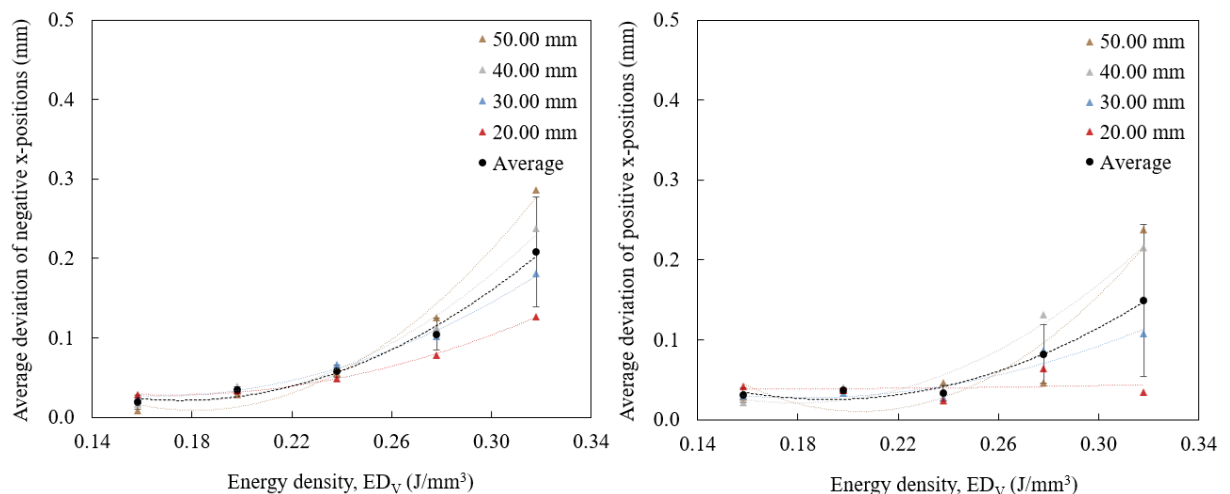 Average deviation of negative x-positions (mm)
0.5
0.4
0.3
0.2
0.1
0.0
50.00 mm
40.00 mm
30.00 mm
20.00 mm
Average
0.14
0.18
0.22
0.26
0.30
0.34
Energy density, EDV (J/mm³)
Average deviation of positive x-positions (mm)
0.5
0.4
0.3
0.2
0.1
0.0
50.00 mm
40.00 mm
30.00 mm
20.00 mm
Average
0.14
0.18
0.22
0.26
0.30
0.34
Energy density, EDV (J/mm³)